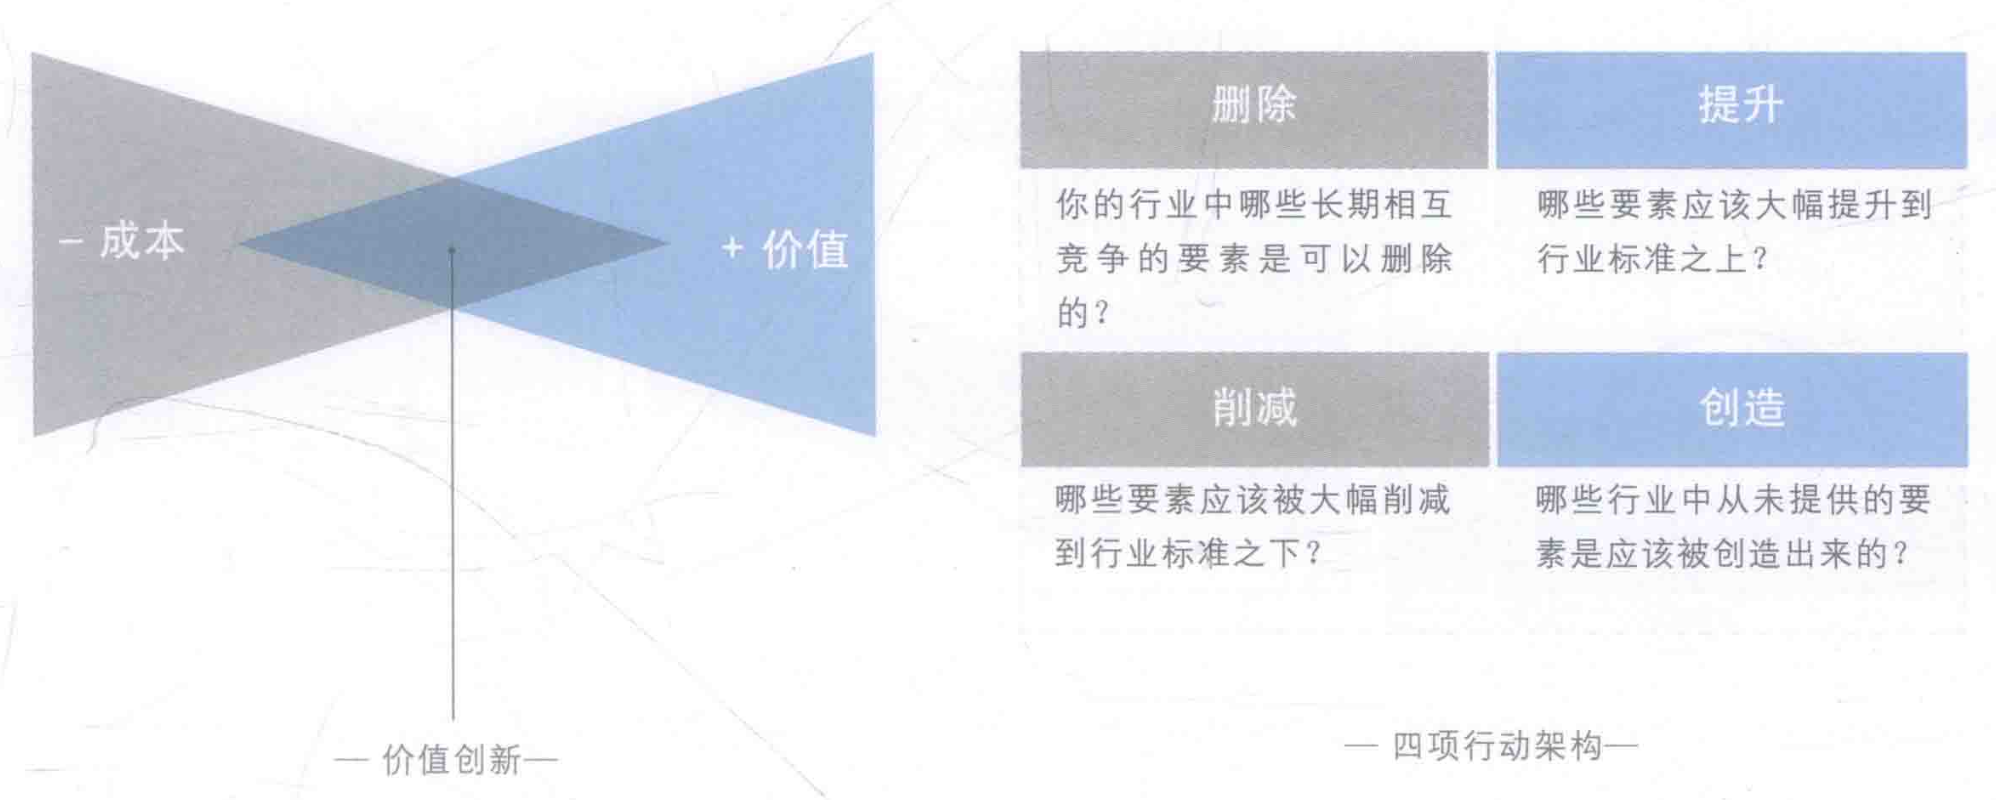 – 成本
+ 价值
— 价值创新—
删除
你的行业中哪些长期相互
竞争的要素是可以删除
的?
提升
哪些要素应该大幅提升到
行业标准之上?
削减
哪些要素应该被大幅削减
到行业标准之下?
创造
哪些行业中从未提供的要
素是应该被创造出来的?
— 四项行动架构—